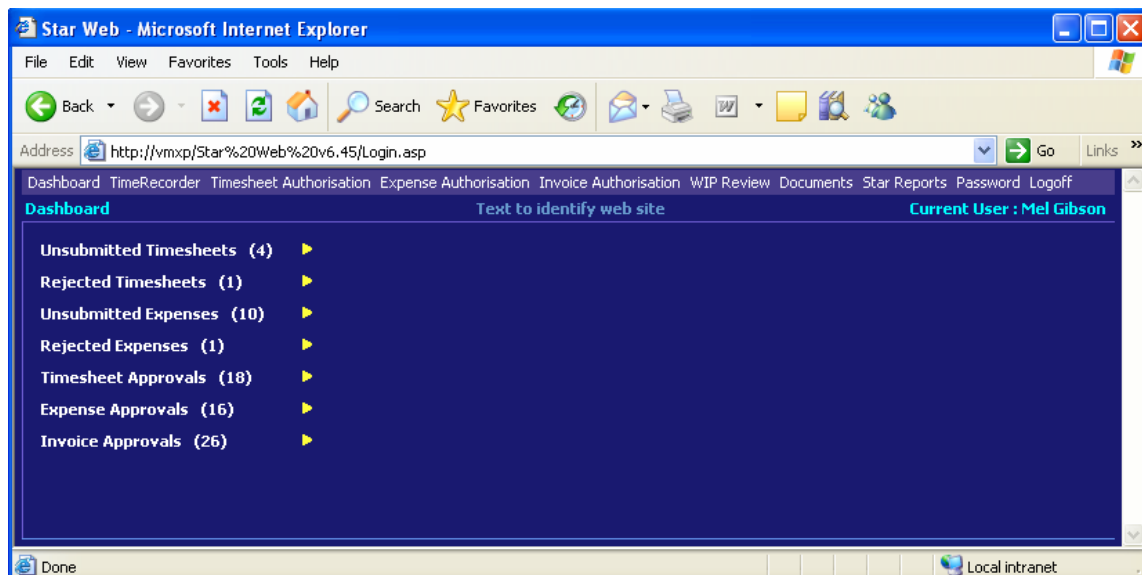 Star Web - Microsoft Internet Explorer
File Edit View Favorites Tools Help
Back Search Favorites
Address http://vmxp/Star%20Web%20v6.45/Login.asp Go Links »
Dashboard TimeRecorder Timesheet Authorisation Expense Authorisation Invoice Authorisation WIP Review Documents Star Reports Password Logoff
Dashboard Text to identify web site Current User : Mel Gibson
Unsubmitted Timesheets (4)
Rejected Timesheets (1)
Unsubmitted Expenses (10)
Rejected Expenses (1)
Timesheet Approvals (18)
Expense Approvals (16)
Invoice Approvals (26)
Done Local intranet